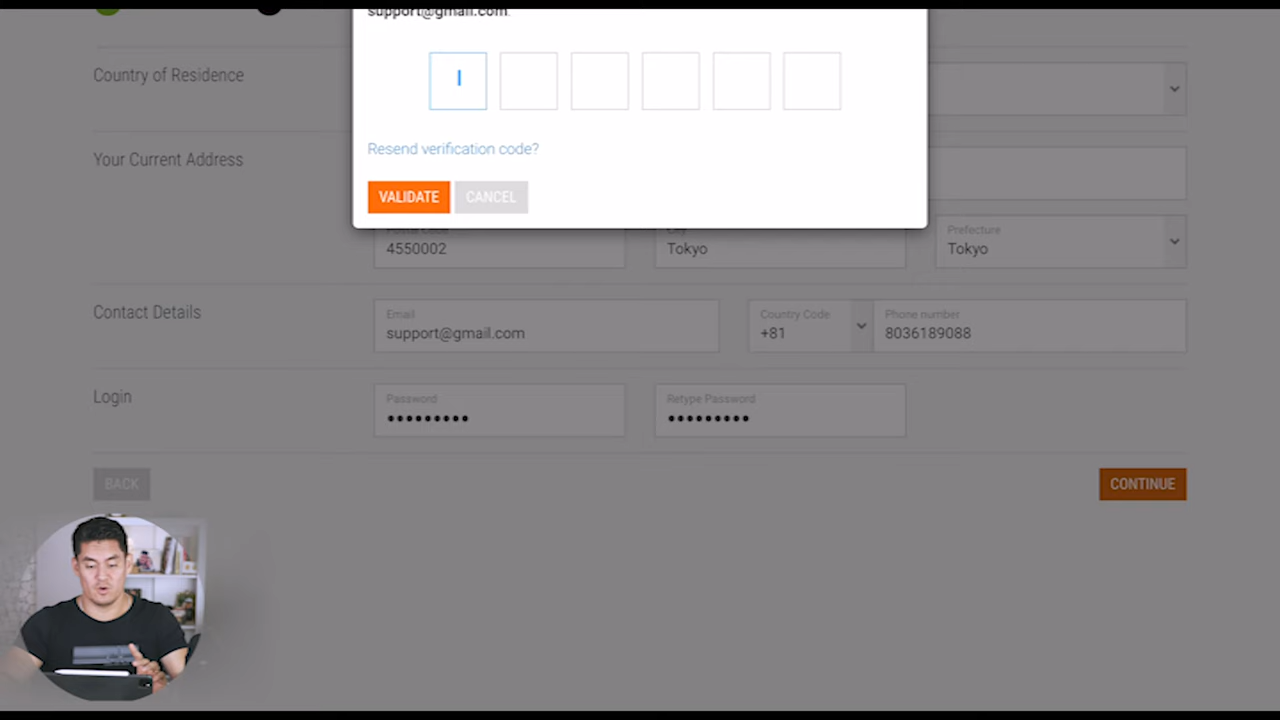 support@gmail.com.
Country of Residence
Resend verification code?
Your Current Address
VALIDATE CANCEL
4550002
Tokyo
Prefecture
Tokyo
Contact Details
Email
support@gmail.com
Country Code
+81
Phone number
8036189088
Login
Password
Retype Password
BACK
CONTINUE